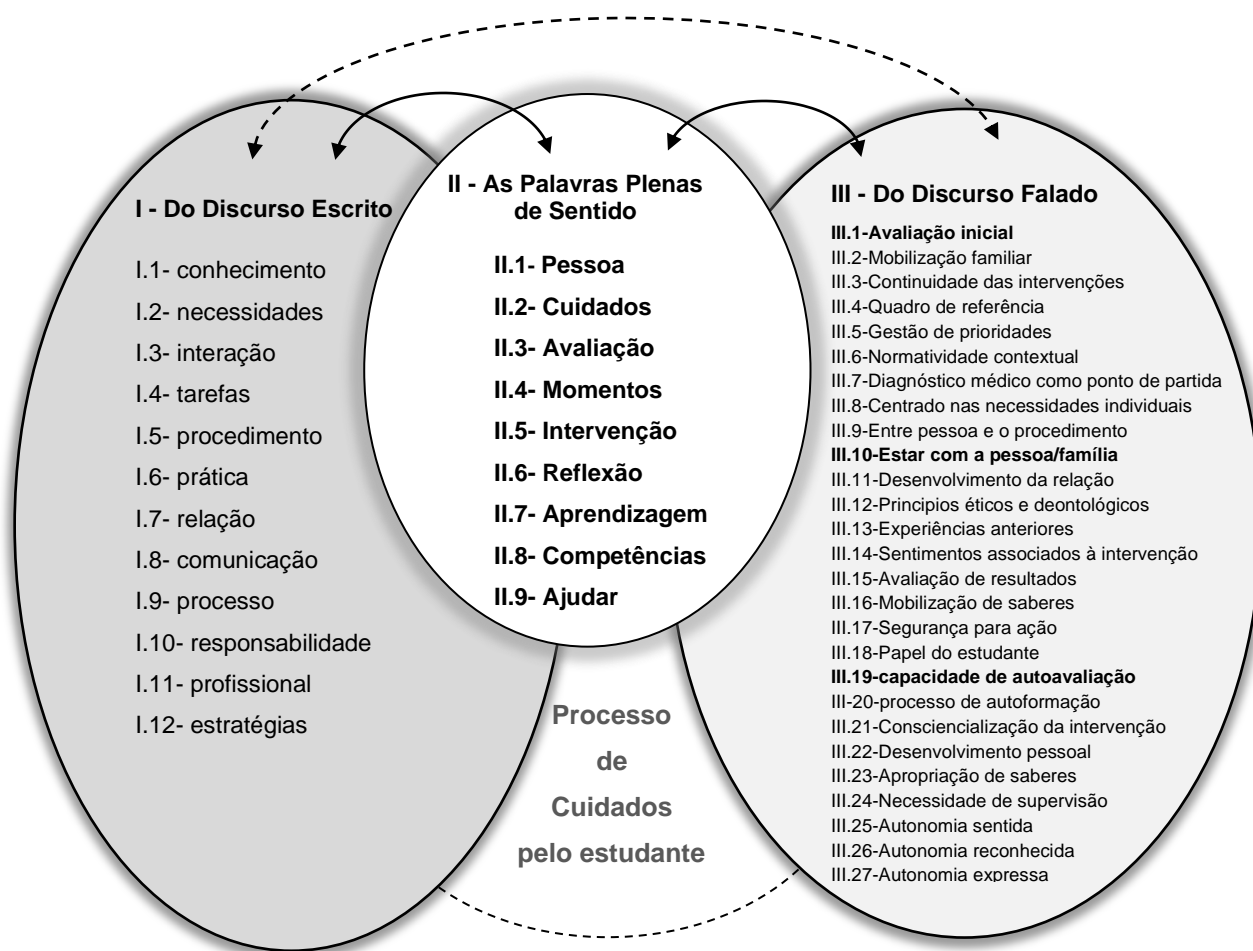 I - Do Discurso Escrito
I.1- conhecimento
I.2- necessidades
I.3- interação
I.4- tarefas
I.5- procedimento
I.6- prática
I.7- relação
I.8- comunicação
I.9- processo
I.10- responsabilidade
I.11- profissional
I.12- estratégias
II - As Palavras Plenas
de Sentido
II.1- Pessoa
II.2- Cuidados
II.3- Avaliação
II.4- Momentos
II.5- Intervenção
II.6- Reflexão
II.7- Aprendizagem
II.8- Competências
II.9- Ajudar
III - Do Discurso Falado
III.1-Avaliação inicial
III.2-Mobilização familiar
III.3-Continuidade das intervenções
III.4-Quadro de referência
III.5-Gestão de prioridades
III.6-Normatividade contextual
III.7-Diagnóstico médico como ponto de partida
III.8-Centrado nas necessidades individuais
III.9-Entre pessoa e o procedimento
III.10-Estar com a pessoa/família
III.11-Desenvolvimento da relação
III.12-Principios éticos e deontológicos
III.13-Experiências anteriores
III.14-Sentimentos associados à intervenção
III.15-Avaliação de resultados
III.16-Mobilização de saberes
III.17-Segurança para ação
III.18-Papel do estudante
III.19-capacidade de autoavaliação
III-20-processo de autoformação
III.21-Consciencialização da intervenção
III.22-Desenvolvimento pessoal
III.23-Apropriação de saberes
III.24-Necessidade de supervisão
III.25-Autonomia sentida
III.26-Autonomia reconhecida
III.27-Autonomia expressa
Processo
de
Cuidados
pelo estudante